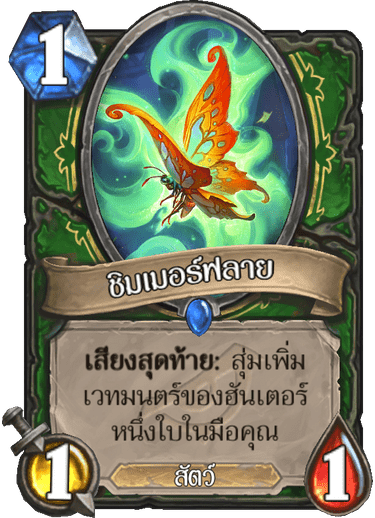 1
ชิมเมอร์ฟลาย
เสียงสุดท้าย: สุ่มเพิ่ม
เวทมนตร์ของฮันเตอร์
หนึ่งใบในมือคุณ
1
สัตว์
1